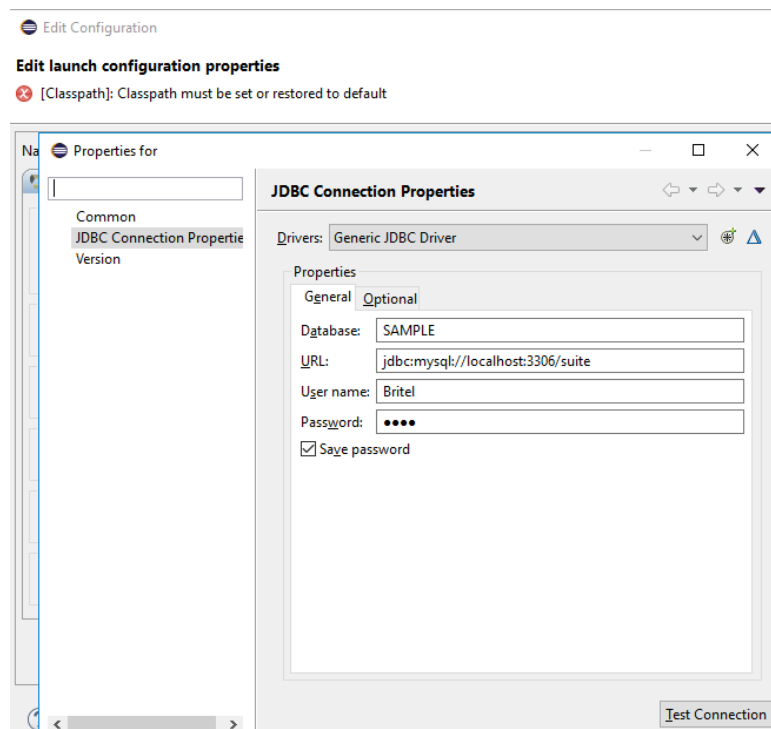 Edit Configuration
Edit launch configuration properties
[Classpath]: Classpath must be set or restored to default
Na
Properties for
JDBC Connection Properties
Common
JDBC Connection Propertie
Version
Drivers: Generic JDBC Driver
Properties
General Optional
Database: SAMPLE
URL: jdbc:mysql://localhost:3306/suite
User name: Britel
Password: ●●●●
Save password
Test Connection